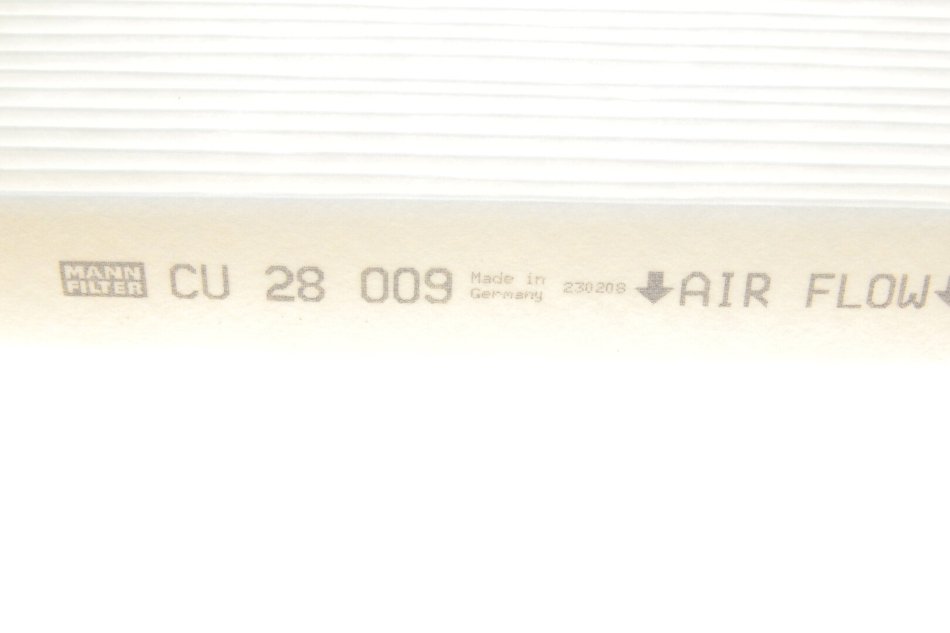 MANN
FILTER
CU 28 009
Made in
Germany
230208
AIR FLOW